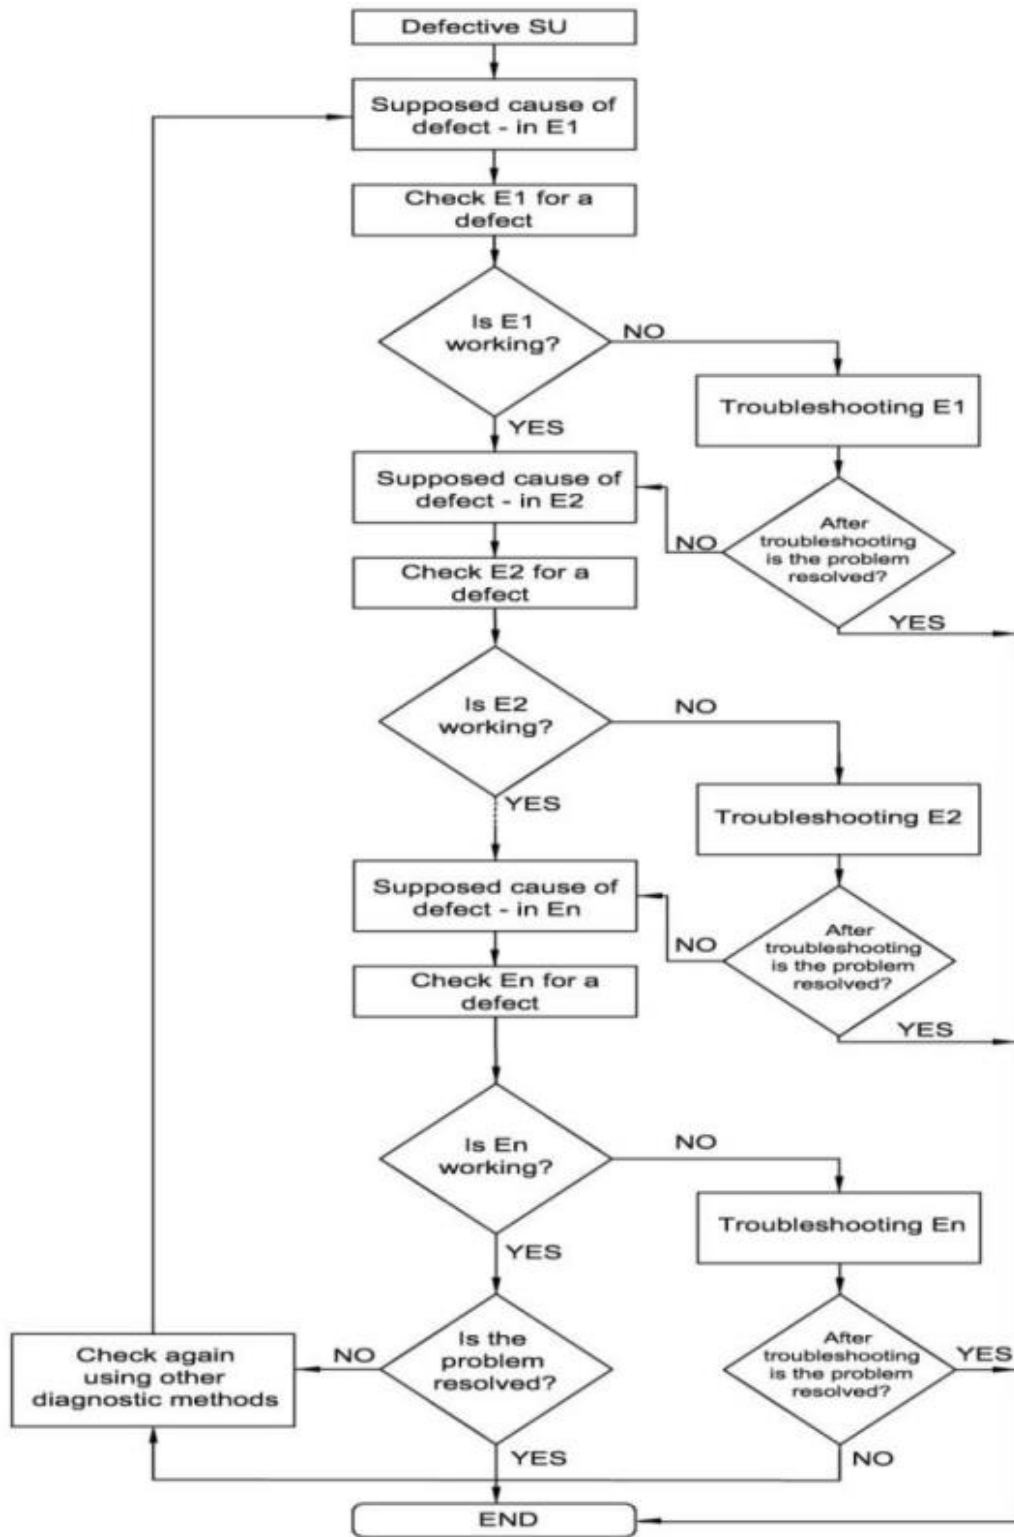 Defective SU
Supposed cause of
defect - in E1
Check E1 for a
defect
Is E1
working?
NO
Troubleshooting E1
YES
Supposed cause of
defect - in E2
After
troubleshooting
is the problem
resolved?
NO
Check E2 for a
defect
YES
Is E2
working?
NO
YES
Troubleshooting E2
Supposed cause of
defect - in En
After
troubleshooting
is the problem
resolved?
NO
Check En for a
defect
YES
Is En
working?
NO
Troubleshooting En
YES
Is the
problem
resolved?
NO
Check again
using other
diagnostic methods
After
troubleshooting
is the problem
resolved?
YES
YES
NO
END